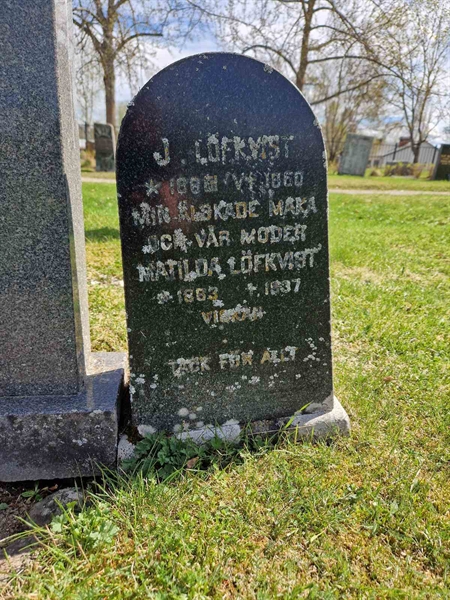 J. LÖFKVIST
MIN ÄLSKADE MAKA
OCH VÅR MODER
MATILDA LÖFKVIST
* 1863 † 1937
TACK FÖR ALLT